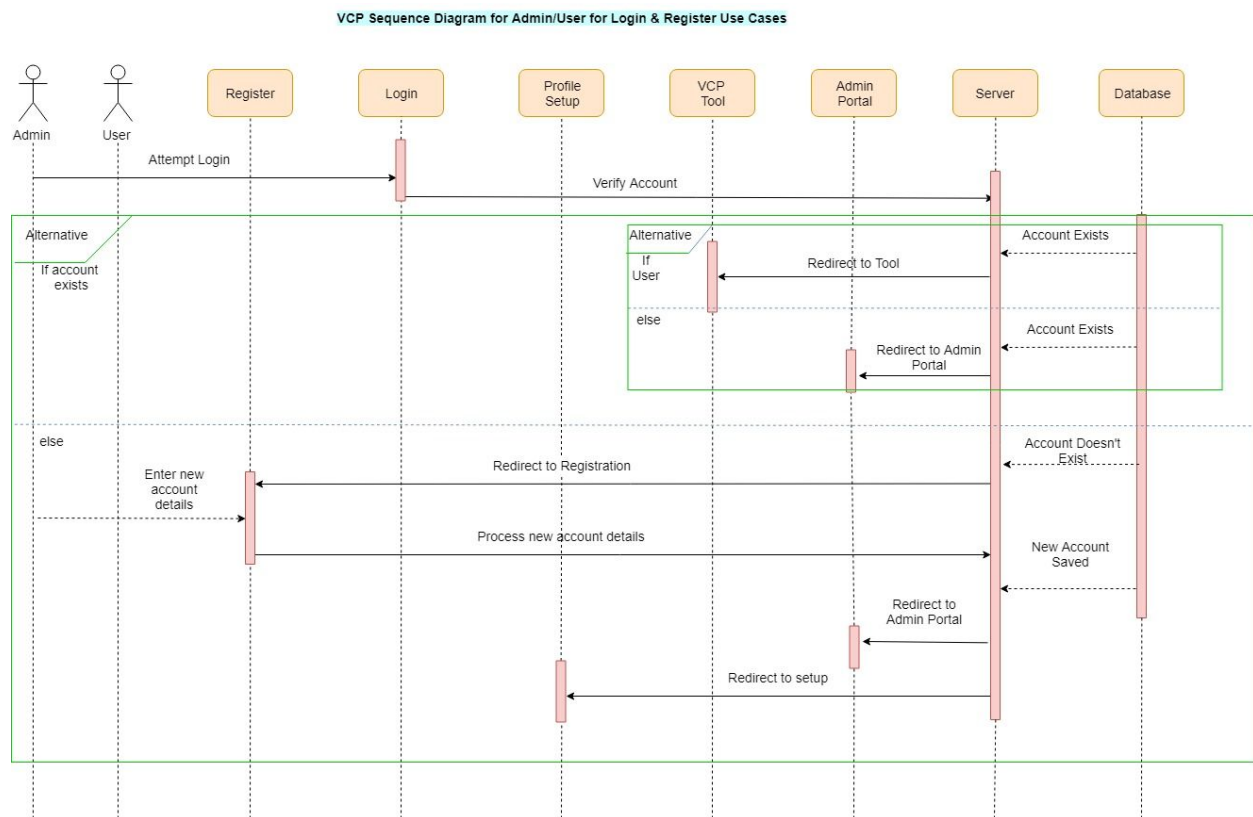 VCP Sequence Diagram for Admin/User for Login & Register Use Cases
Admin
User
Register
Login
Profile
Setup
VCP
Tool
Admin
Portal
Server
Database
Attempt Login
Verify Account
Alternative
If account
exists
Alternative
If
User
Account Exists
Redirect to Tool
else
Account Exists
Redirect to Admin
Portal
else
Account Doesn't
Exist
Redirect to Registration
Enter new
account
details
Process new account details
New Account
Saved
Redirect to
Admin Portal
Redirect to setup